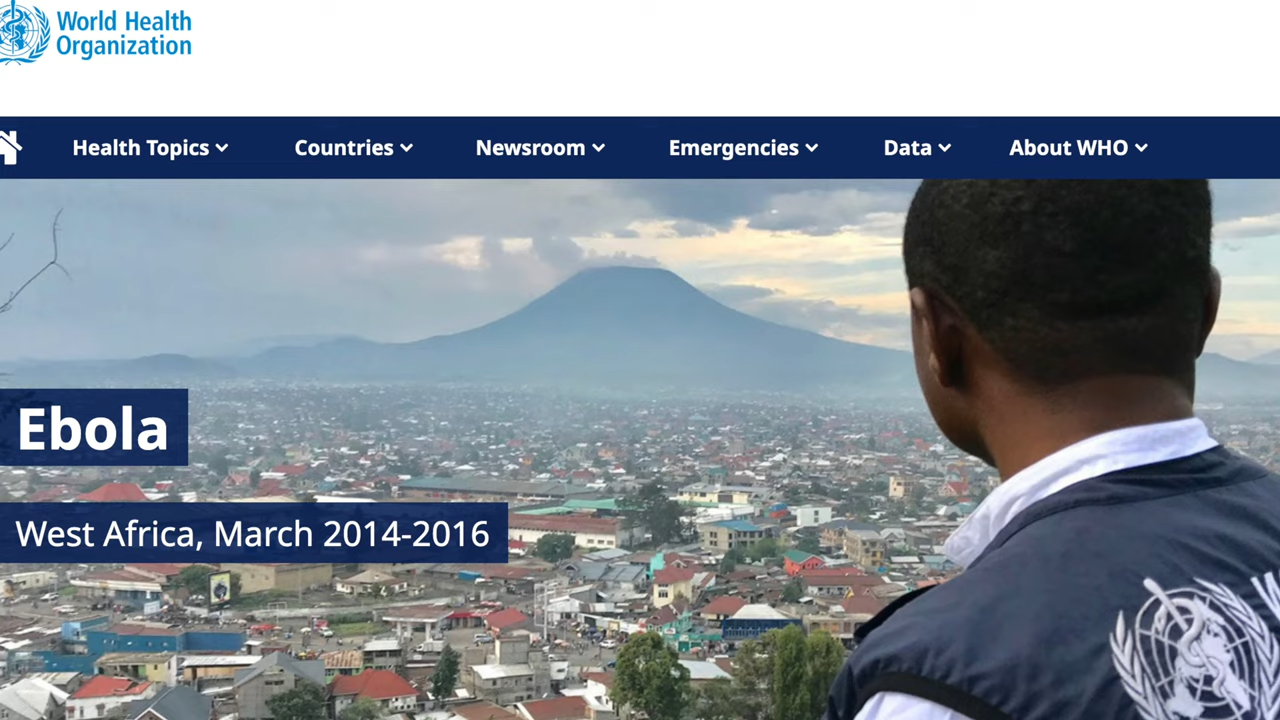 World Health
Organization
Health Topics
Countries
Newsroom
Emergencies
Data
About WHO
Ebola
West Africa, March 2014-2016